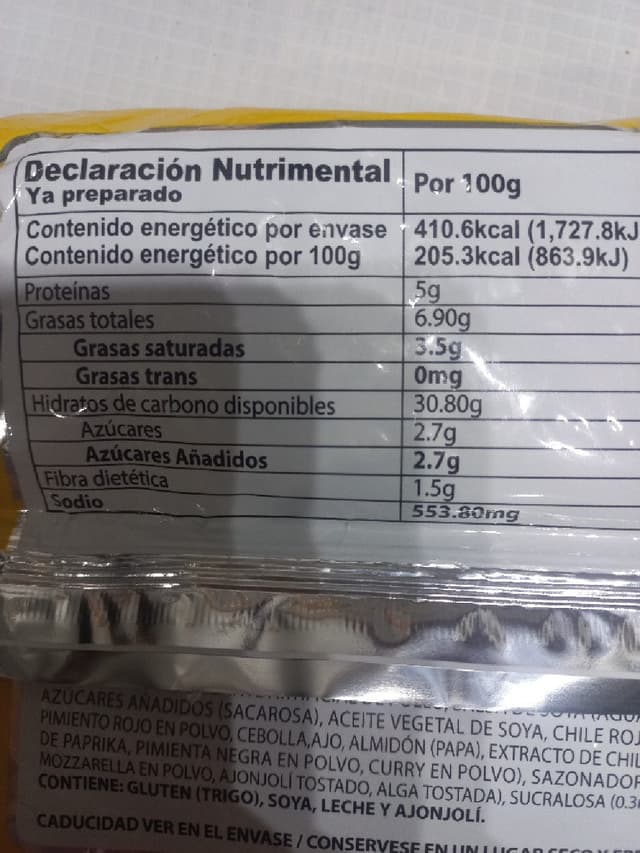 Declaración Nutrimental
Ya preparado
Por 100g
Contenido energético por envase 410.6kcal (1,727.8kJ
Contenido energético por 100g 205.3kcal (863.9kJ)
Proteínas 5g
Grasas totales 6.90g
Grasas saturadas 3.5g
Grasas trans 0mg
Hidratos de carbono disponibles 30.80g
Azúcares 2.7g
Azúcares Añadidos 2.7g
Fibra dietética 1.5g
Sodio 553.80mg
AZÚCARES AÑADIDOS (SACAROSA), ACEITE VEGETAL DE SOYA, CHILE ROJ
PIMIENTO ROJO EN POLVO, CEBOLLA,AJO, ALMIDÓN (PAPA), EXTRACTO DE CHIL
DE PAPRIKA, PIMIENTA NEGRA EN POLVO, CURRY EN POLVO), SAZONADOR
MOZZARELLA EN POLVO, AJONJOLÍ TOSTADO, ALGA TOSTADA), SUCRALOSA (0.3
CONTIENE: GLUTEN (TRIGO), SOYA, LECHE Y AJONJOLÍ.
CADUCIDAD VER EN EL ENVASE / CONSERVESE EN UN LUGAR SECO Y